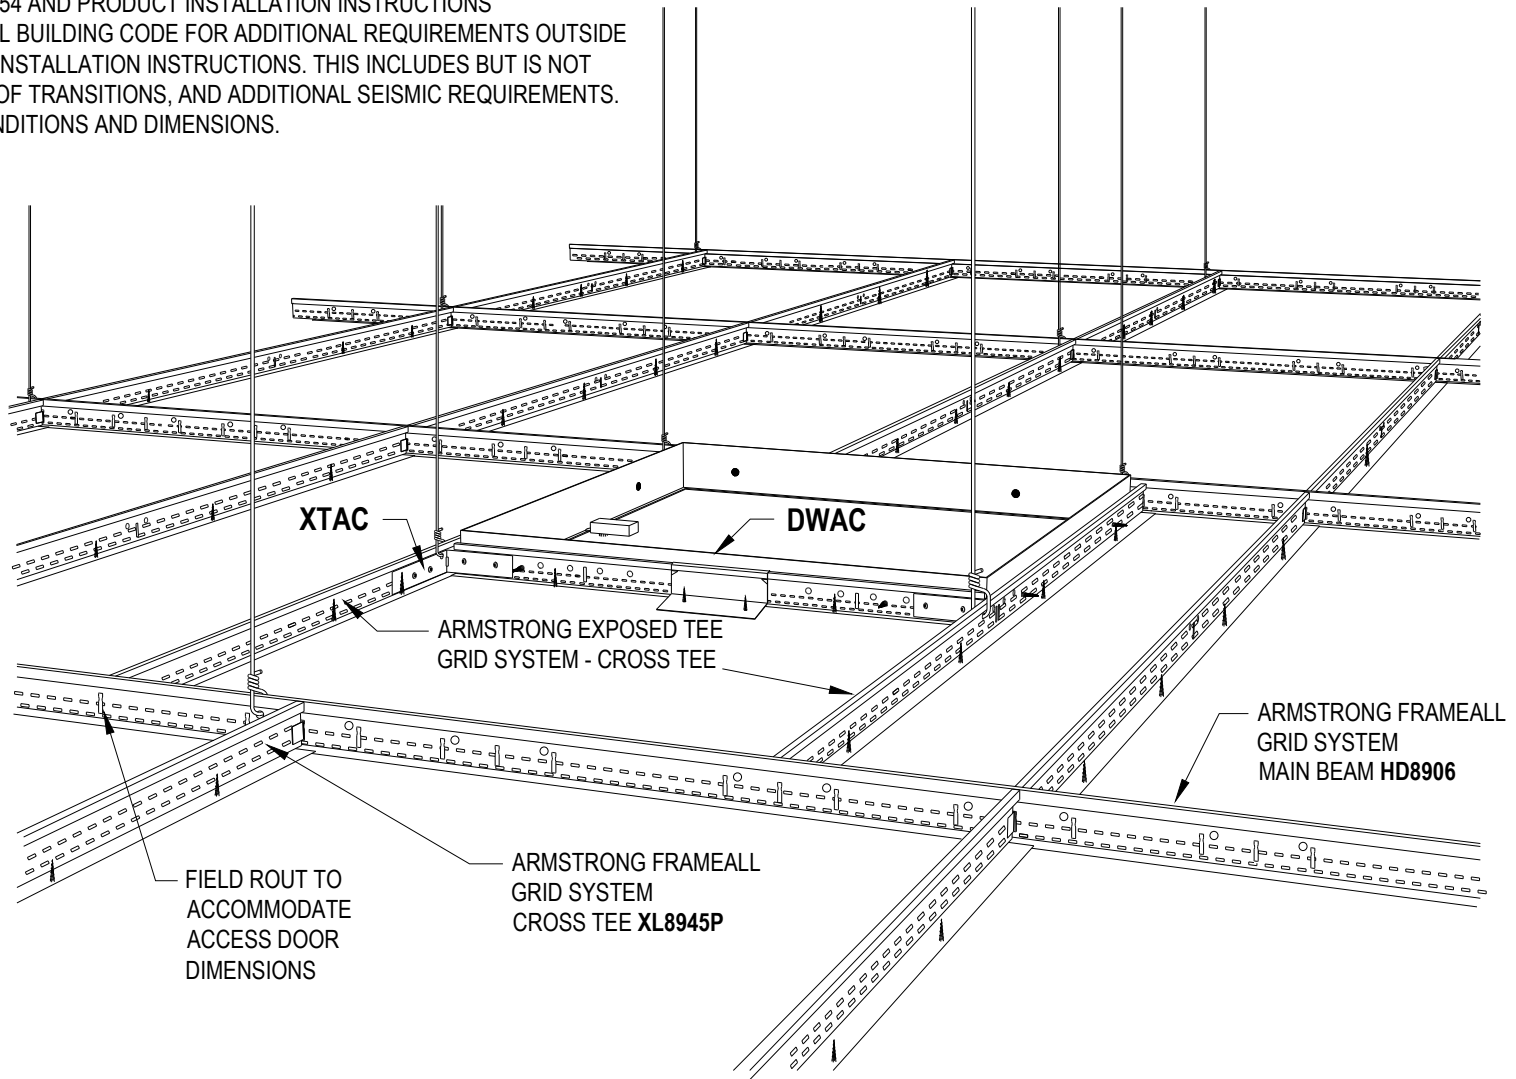 54 AND PRODUCT INSTALLATION INSTRUCTIONS
BUILDING CODE FOR ADDITIONAL REQUIREMENTS OUTSIDE
INSTALLATION INSTRUCTIONS. THIS INCLUDES BUT IS NOT
OF TRANSITIONS, AND ADDITIONAL SEISMIC REQUIREMENTS.
NDITIONS AND DIMENSIONS.
XTAC
DWAC
ARMSTRONG EXPOSED TEE
GRID SYSTEM - CROSS TEE
ARMSTRONG FRAMEALL
GRID SYSTEM
MAIN BEAM HD8906
ARMSTRONG FRAMEALL
GRID SYSTEM
CROSS TEE XL8945P
FIELD ROUT TO
ACCOMMODATE
ACCESS DOOR
DIMENSIONS